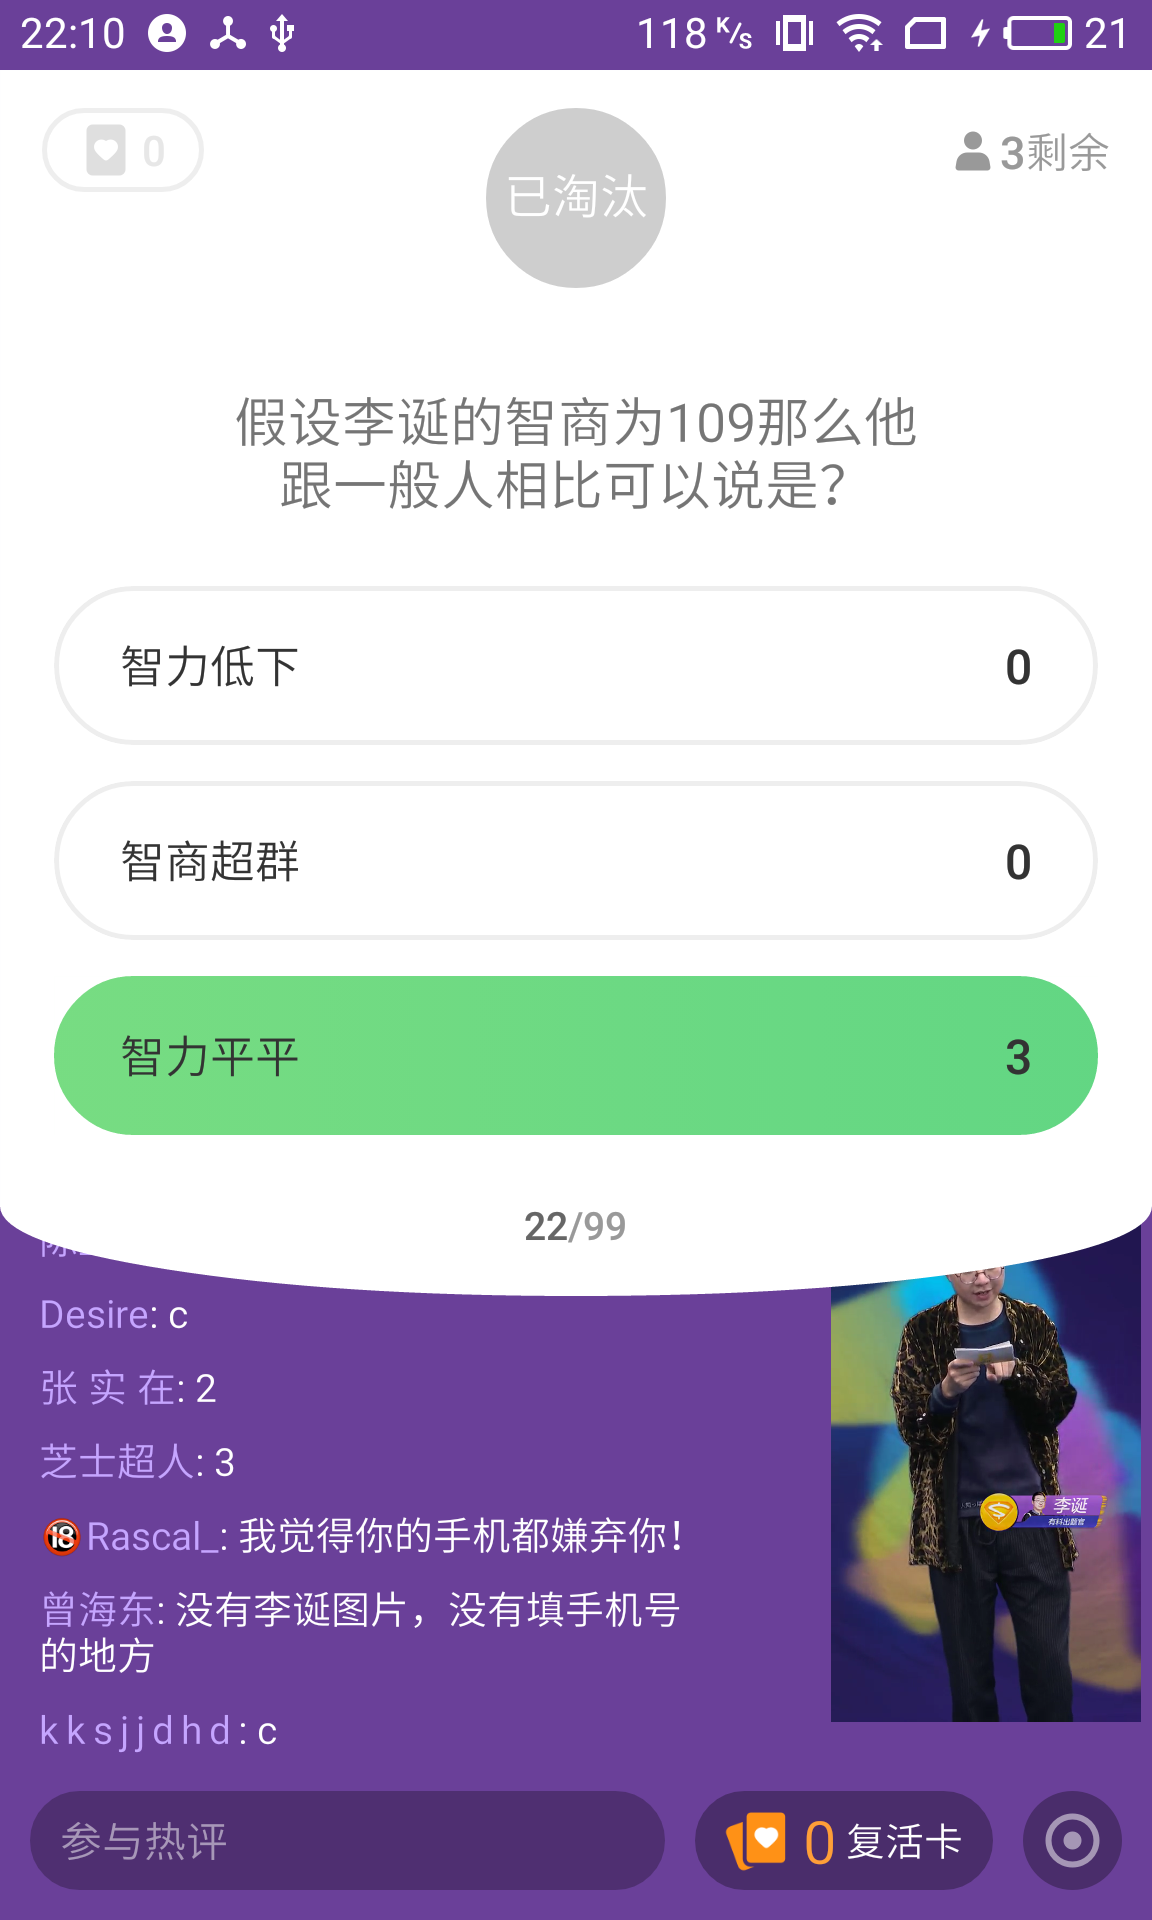 22:10 118 K/s 21
0
已淘汰
3剩余
假设李诞的智商为109那么他
跟一般人相比可以说是?
智力低下 0
智商超群 0
智力平平 3
22/99
Desire: c
张 实 在: 2
芝士超人: 3
🔞Rascal_: 我觉得你的手机都嫌弃你!
曾海东: 没有李诞图片，没有填手机号
的地方
kksjjdhd: c
李诞
有料出题官
参与热评
0 复活卡